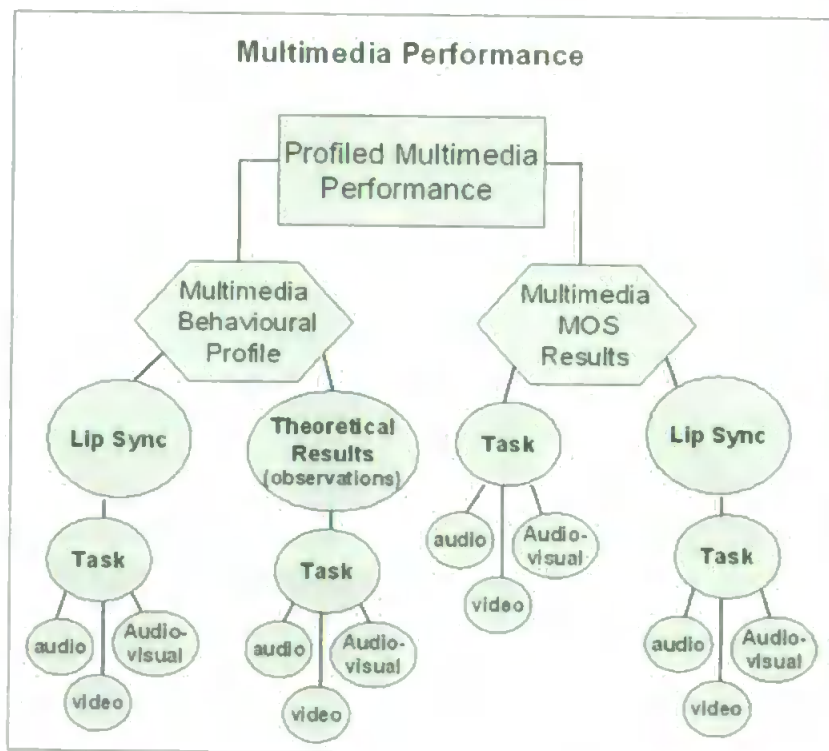 Multimedia Performance
Profiled Multimedia
Performance
Multimedia
Behavioural
Profile
Multimedia
MOS
Results
Lip Sync
Theoretical
Results
(observations)
Task
Lip Sync
Task
audio
Audio-
visual
video
Task
audio
Audio-
visual
video
audio
Audio-
visual
video
Task
audio
Audio-
visual
video